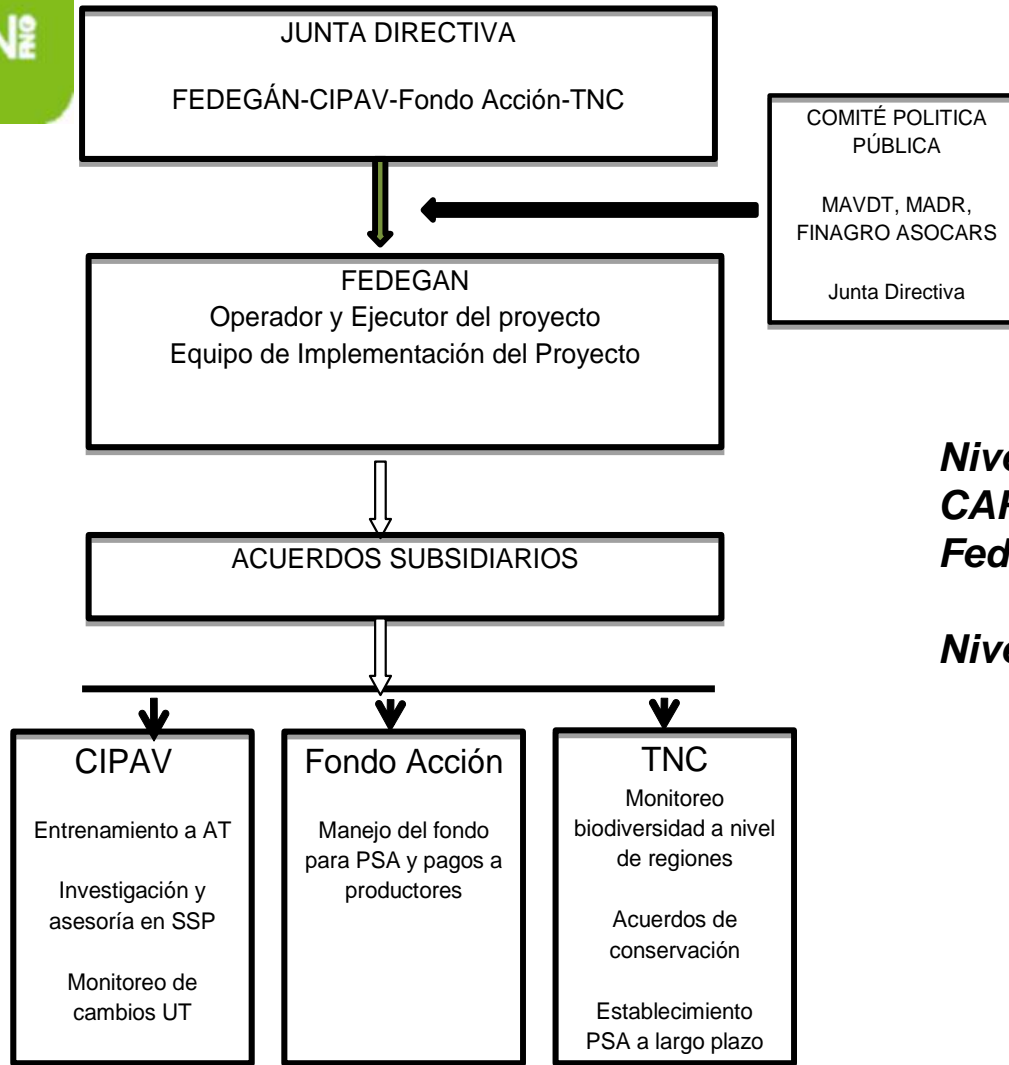 FNG
JUNTA DIRECTIVA
FEDEGÁN-CIPAV-Fondo Acción-TNC
COMITÉ POLITICA
PÚBLICA
MAVDT, MADR,
FINAGRO ASOCARS
Junta Directiva
FEDEGAN
Operador y Ejecutor del proyecto
Equipo de Implementación del Proyecto
ACUERDOS SUBSIDIARIOS
CIPAV
Entrenamiento a AT
Investigación y
asesoría en SSP
Monitoreo de
cambios UT
Fondo Acción
Manejo del fondo
para PSA y pagos a
productores
TNC
Monitoreo
biodiversidad a nivel
de regiones
Acuerdos de
conservación
Establecimiento
PSA a largo plazo